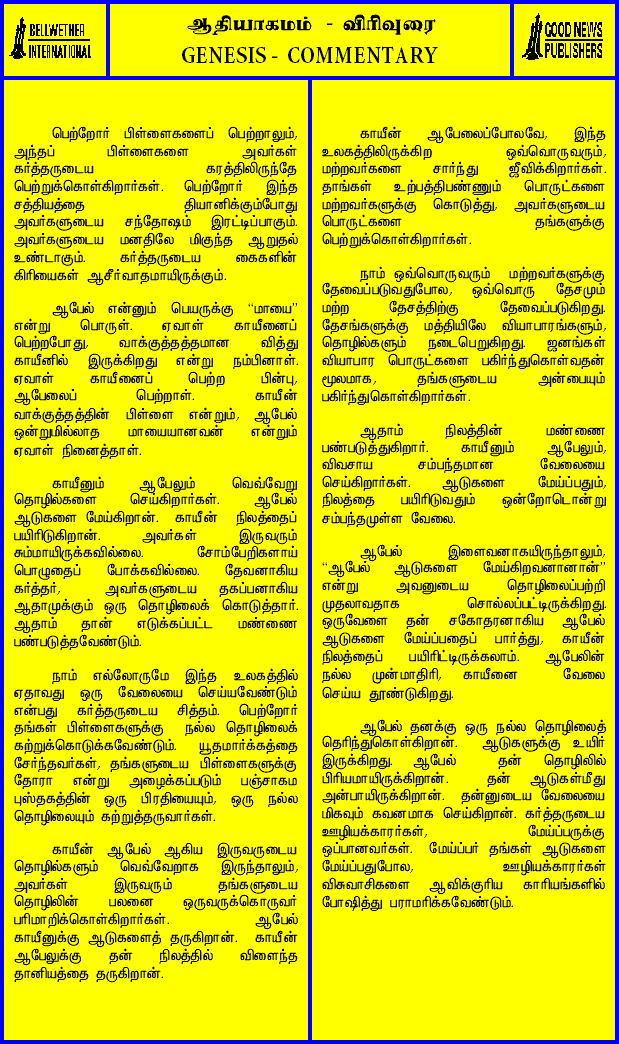 BELLWETHER
INTERNATIONAL
ஆதியாகமம் - விரிவுரை
GENESIS - COMMENTARY
GOOD NEWS
PUBLISHERS
பெற்றோர் பிள்ளைகளைப் பெற்றாலும்,
அந்தப் பிள்ளைகளை அவர்கள்
கர்த்தருடைய கரத்திலிருந்தே
பெற்றுக்கொள்கிறார்கள். பெற்றோர் இந்த
சத்தியத்தை தியானிக்கும்போது
அவர்களுடைய சந்தோஷம் இரட்டிப்பாகும்.
அவர்களுடைய மனதிலே மிகுந்த ஆறுதல்
உண்டாகும். கர்த்தருடைய கைகளின்
கிரியைகள் ஆசீர்வாதமாயிருக்கும்.
ஆபேல் என்னும் பெயருக்கு “மாயை”
என்று பொருள். ஏவாள் காயீனைப்
பெற்றபோது, வாக்குத்தத்தமான வித்து
காயீனில் இருக்கிறது என்று நம்பினாள்.
ஏவாள் காயீனைப் பெற்ற பின்பு,
ஆபேலைப் பெற்றாள். காயீன்
வாக்குத்தத்தின் பிள்ளை என்றும், ஆபேல்
ஒன்றுமில்லாத மாயையானவன் என்றும்
ஏவாள் நினைத்தாள்.
காயீனும் ஆபேலும் வெவ்வேறு
தொழில்களை செய்கிறார்கள். ஆபேல்
ஆடுகளை மேய்கிறான். காயீன் நிலத்தைப்
பயிரிடுகிறான். அவர்கள் இருவரும்
சும்மாயிருக்கவில்லை. சோம்பேறிகளாய்
பொழுதைப் போக்கவில்லை. தேவனாகிய
கர்த்தர், அவர்களுடைய தகப்பனாகிய
ஆதாமுக்கும் ஒரு தொழிலைக் கொடுத்தார்.
ஆதாம் தான் எடுக்கப்பட்ட மண்ணை
பண்படுத்தவேண்டும்.
நாம் எல்லோருமே இந்த உலகத்தில்
ஏதாவது ஒரு வேலையை செய்யவேண்டும்
என்பது கர்த்தருடைய சித்தம். பெற்றோர்
தங்கள் பிள்ளைகளுக்கு நல்ல தொழிலைக்
கற்றுக்கொடுக்கவேண்டும். யூதமார்க்கத்தை
சேர்ந்தவர்கள், தங்களுடைய பிள்ளைகளுக்கு
தோரா என்று அழைக்கப்படும் பஞ்சாகம
புஸ்தகத்தின் ஒரு பிரதியையும், ஒரு நல்ல
தொழிலையும் கற்றுத்தருவார்கள்.
காயீன் ஆபேல் ஆகிய இருவருடைய
தொழில்களும் வெவ்வேறாக இருந்தாலும்,
அவர்கள் இருவரும் தங்களுடைய
தொழிலின் பலனை ஒருவருக்கொருவர்
பரிமாறிக்கொள்கிறார்கள். ஆபேல்
காயீனுக்கு ஆடுகளைத் தருகிறான். காயீன்
ஆபேலுக்கு தன் நிலத்தில் விளைந்த
தானியத்தை தருகிறான்.
காயீன் ஆபேலைப்போலவே, இந்த
உலகத்திலிருக்கிற ஒவ்வொருவரும்,
மற்றவர்களை சார்ந்து ஜீவிக்கிறார்கள்.
தாங்கள் உற்பத்திபண்ணும் பொருட்களை
மற்றவர்களுக்கு கொடுத்து, அவர்களுடைய
பொருட்களை தங்களுக்கு
பெற்றுக்கொள்கிறார்கள்.
நாம் ஒவ்வொருவரும் மற்றவர்களுக்கு
தேவைப்படுவதுபோல, ஒவ்வொரு தேசமும்
மற்ற தேசத்திற்கு தேவைப்படுகிறது.
தேசங்களுக்கு மத்தியிலே வியாபாரங்களும்,
தொழில்களும் நடைபெறுகிறது. ஜனங்கள்
வியாபார பொருட்களை பகிர்ந்துகொள்வதன்
மூலமாக, தங்களுடைய அன்பையும்
பகிர்ந்துகொள்கிறார்கள்.
ஆதாம் நிலத்தின் மண்ணை
பண்படுத்துகிறார். காயீனும் ஆபேலும்,
விவசாய சம்பந்தமான வேலையை
செய்கிறார்கள். ஆடுகளை மேய்ப்பதும்,
நிலத்தை பயிரிடுவதும் ஒன்றோடொன்று
சம்பந்தமுள்ள வேலை.
ஆபேல் இளைவனாகயிருந்தாலும்,
“ஆபேல் ஆடுகளை மேய்கிறவனானான்”
என்று அவனுடைய தொழிலைப்பற்றி
முதலாவதாக சொல்லப்பட்டிருக்கிறது.
ஒருவேளை தன் சகோதரனாகிய ஆபேல்
ஆடுகளை மேய்ப்பதைப் பார்த்து, காயீன்
நிலத்தைப் பயிரிட்டிருக்கலாம். ஆபேலின்
நல்ல முன்மாதிரி, காயீனை வேலை
செய்ய தூண்டுகிறது.
ஆபேல் தனக்கு ஒரு நல்ல தொழிலைத்
தெரிந்துகொள்கிறான். ஆடுகளுக்கு உயிர்
இருக்கிறது. ஆபேல் தன் தொழிலில்
பிரியமாயிருக்கிறான். தன் ஆடுகள்மீது
அன்பாயிருக்கிறான். தன்னுடைய வேலையை
மிகவும் கவனமாக செய்கிறான். கர்த்தருடைய
ஊழியக்காரர்கள், மேய்ப்பருக்கு
ஒப்பானவர்கள். மேய்ப்பர் தங்கள் ஆடுகளை
மேய்ப்பதுபோல, ஊழியக்காரர்கள்
விசுவாசிகளை ஆவிக்குரிய காரியங்களில்
போஷித்து பராமரிக்கவேண்டும்.